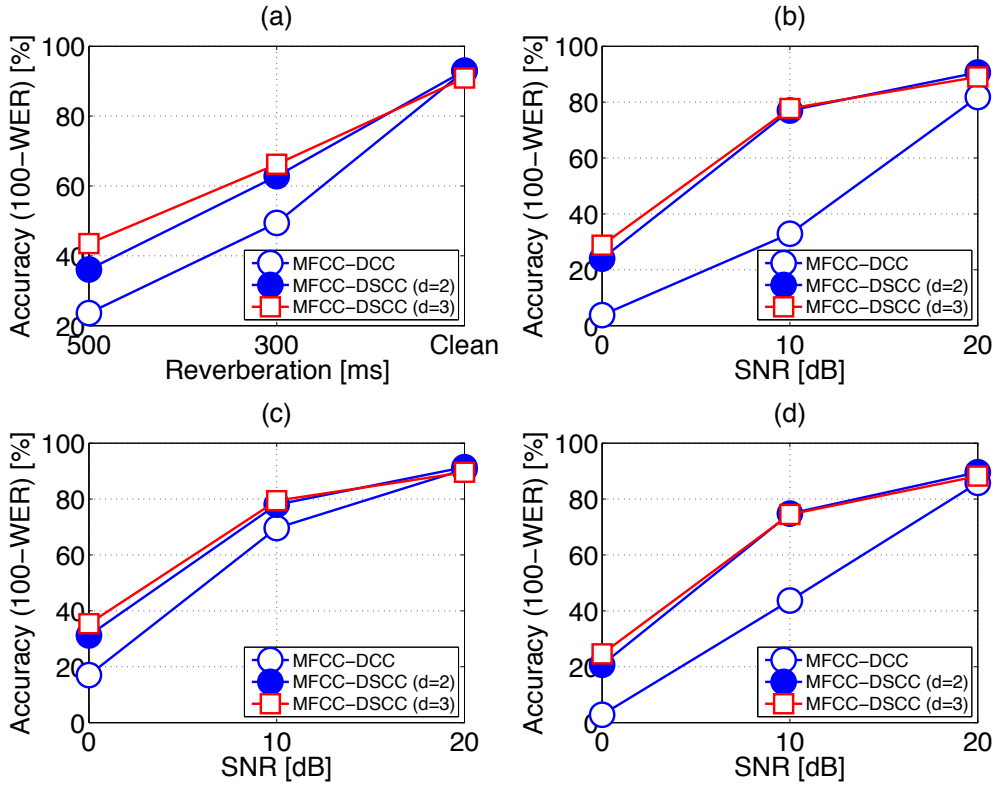 (a)
Accuracy (100−WER) [%]
100
80
60
40
20
500
300
Clean
Reverberation [ms]
MFCC−DCC
MFCC−DSCC (d=2)
MFCC−DSCC (d=3)
(b)
Accuracy (100−WER) [%]
100
80
60
40
20
0
0
10
20
SNR [dB]
MFCC−DCC
MFCC−DSCC (d=2)
MFCC−DSCC (d=3)
(c)
Accuracy (100−WER) [%]
100
80
60
40
20
0
0
10
20
SNR [dB]
MFCC−DCC
MFCC−DSCC (d=2)
MFCC−DSCC (d=3)
(d)
Accuracy (100−WER) [%]
100
80
60
40
20
0
0
10
20
SNR [dB]
MFCC−DCC
MFCC−DSCC (d=2)
MFCC−DSCC (d=3)